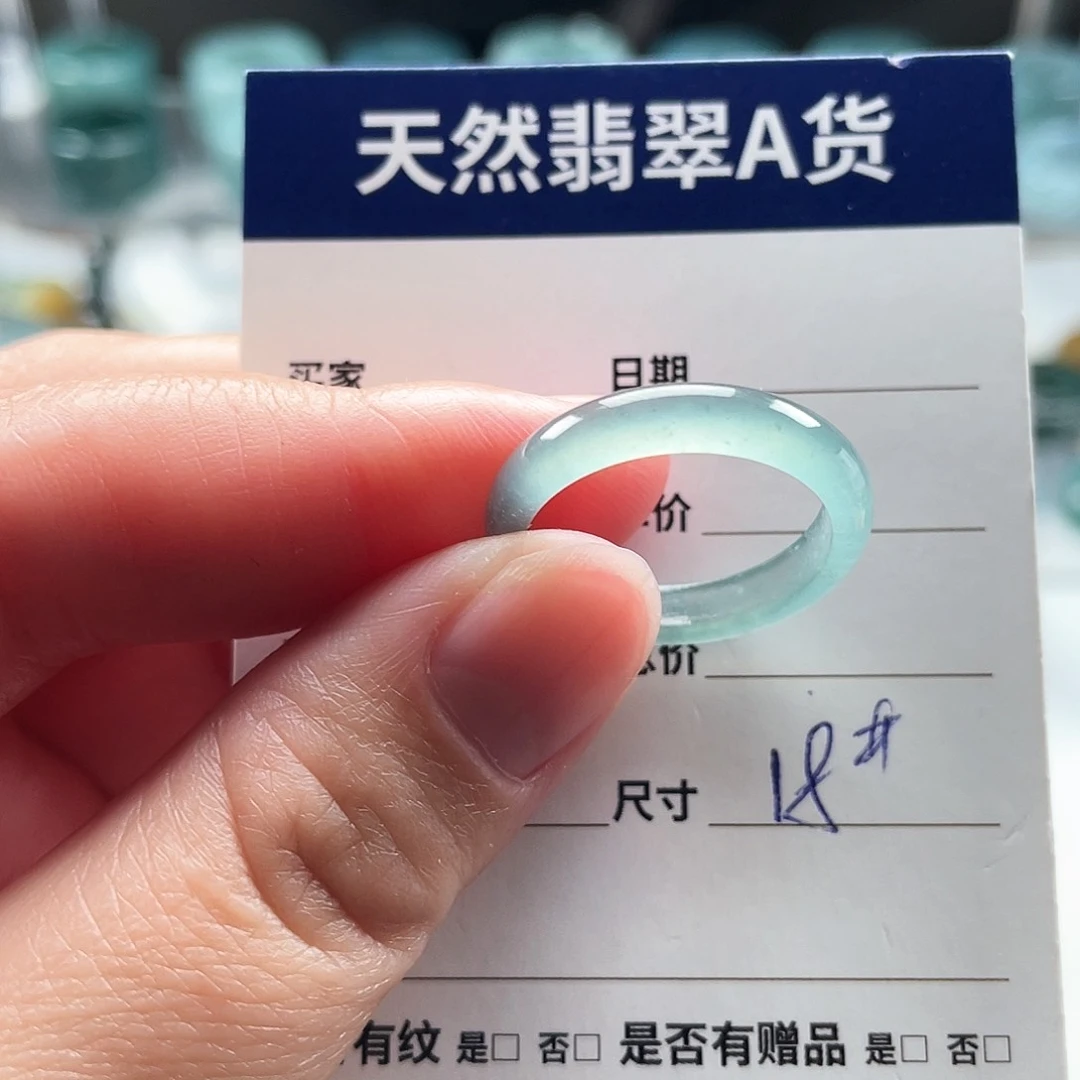 天然翡翠A货
买家 日期
价
价
尺寸 18#
有纹 是□ 否□ 是否有赠品 是□ 否□